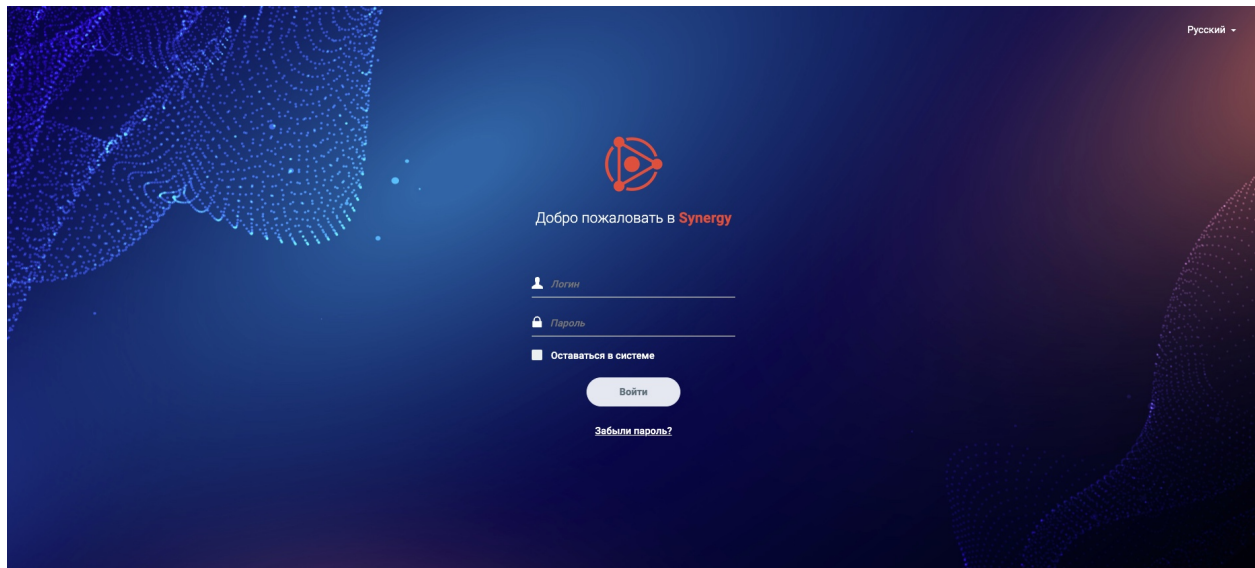 Русский
Добро пожаловать в Synergy
Логин
Пароль
Оставаться в системе
Войти
Забыли пароль?